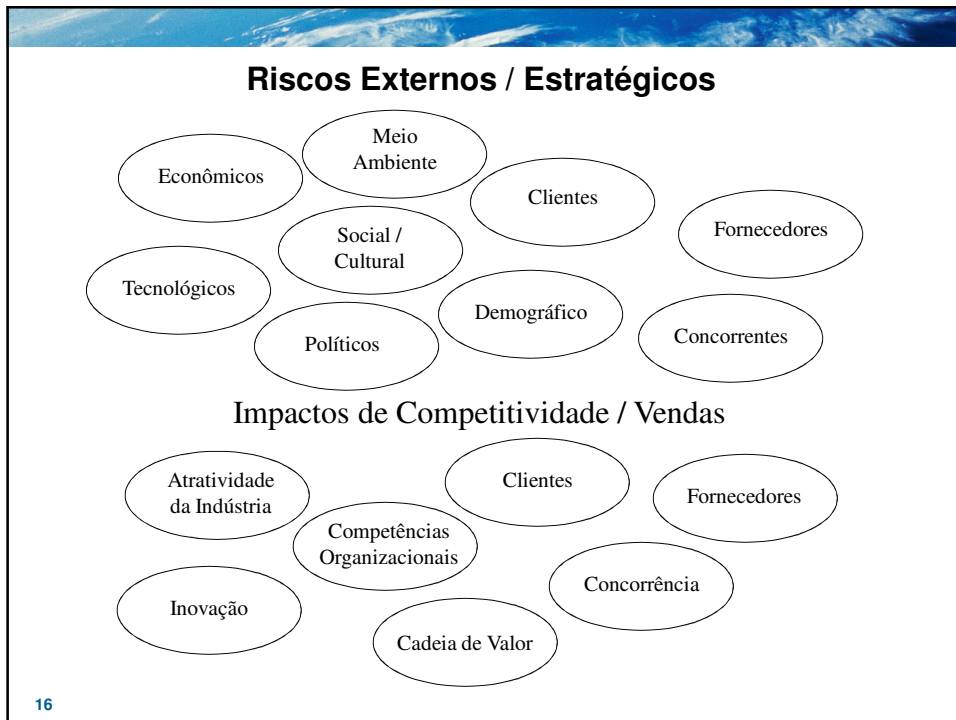 Riscos Externos / Estratégicos
Meio
Ambiente
Econômicos
Clientes
Fornecedores
Social /
Cultural
Tecnológicos
Demográfico
Políticos
Concorrentes
Impactos de Competitividade / Vendas
Atratividade
da Indústria
Clientes
Fornecedores
Competências
Organizacionais
Concorrência
Inovação
Cadeia de Valor
16